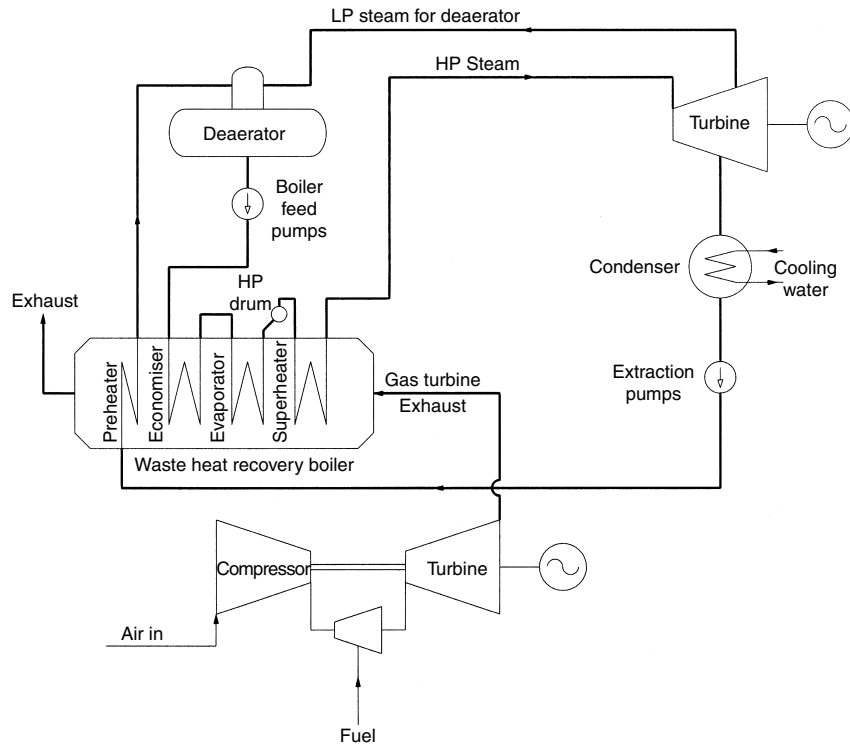 LP steam for deaerator
HP Steam
Turbine
Deaerator
Boiler
feed
pumps
HP
drum
Condenser
Cooling
water
Exhaust
Preheater
Economiser
Evaporator
Superheater
Gas turbine
Exhaust
Extraction
pumps
Waste heat recovery boiler
Compressor
Turbine
Air in
Fuel